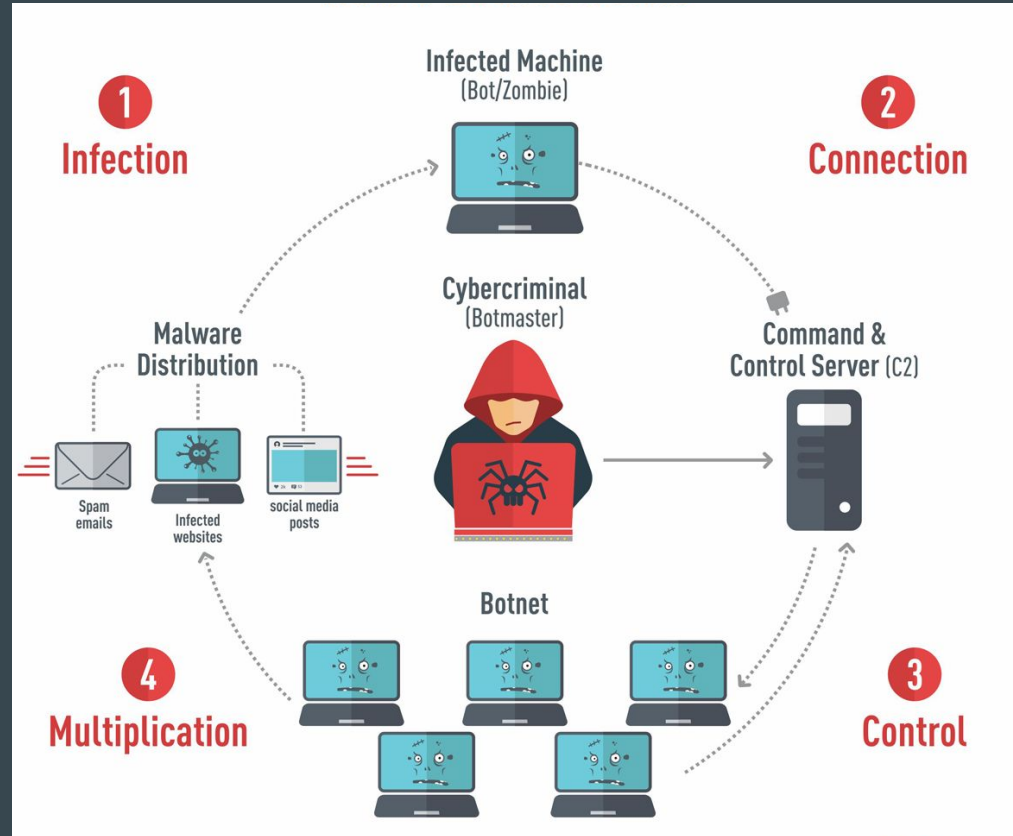 1
Infection
Infected Machine
(Bot/Zombie)
2
Connection
Malware
Distribution
Spam
emails
Infected
websites
social media
posts
Cybercriminal
(Botmaster)
Command &
Control Server (C2)
Botnet
4
Multiplication
3
Control